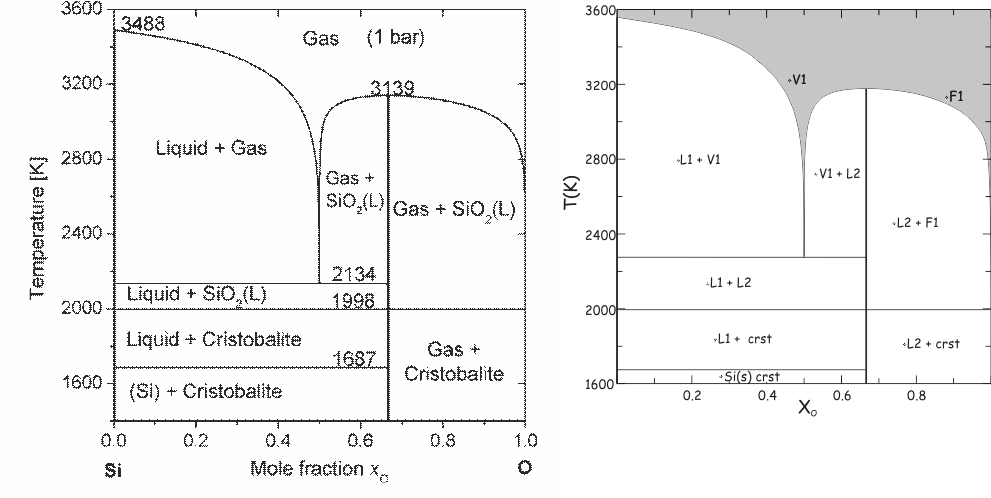 3600
3200
2800
2400
2000
1600
Temperature [K]
3488
Gas (1 bar)
3139
Liquid + Gas
Gas +
SiO2(L)
Gas + SiO2(L)
2134
Liquid + SiO2(L)
1998
Liquid + Cristobalite
1687
Gas +
Cristobalite
(Si) + Cristobalite
0.0 0.2 0.4 0.6 0.8 1.0
Si Mole fraction xO O
3600
3200
2800
2400
2000
1600
T(K)
V1
F1
L1 + V1
V1 + L2
L2 + F1
L1 + L2
L1 + crst
L2 + crst
Si(s) crst
0.2 0.4 0.6 0.8
Xo